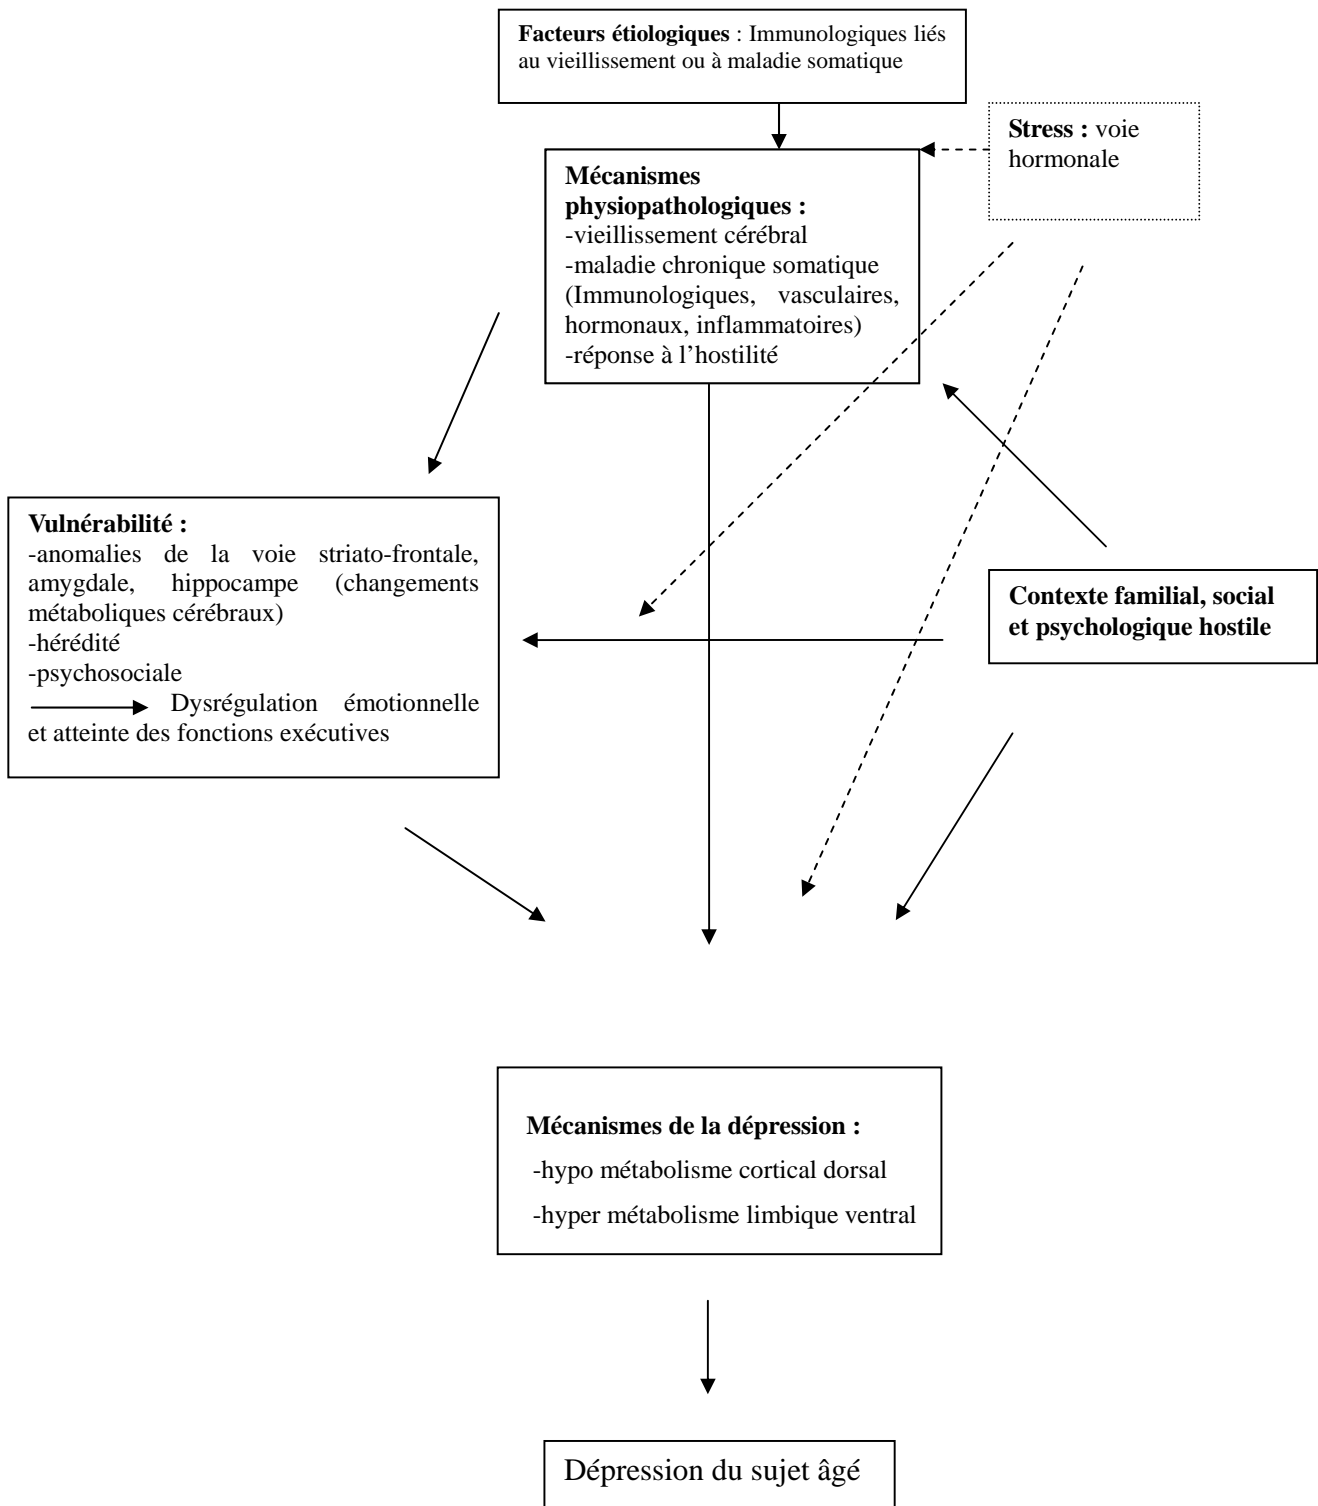 Facteurs étiologiques : Immunologiques liés
au vieillissement ou à maladie somatique
Stress : voie
hormonale
Mécanismes
physiopathologiques :
-vieillissement cérébral
-maladie chronique somatique
(Immunologiques, vasculaires,
hormonaux, inflammatoires)
-réponse à l’hostilité
Vulnérabilité :
-anomalies de la voie striato-frontale,
amygdale, hippocampe (changements
métaboliques cérébraux)
-hérédité
-psychosociale
Dysrégulation émotionnelle
et atteinte des fonctions exécutives
Contexte familial, social
et psychologique hostile
Mécanismes de la dépression :
-hypo métabolisme cortical dorsal
-hyper métabolisme limbique ventral
Dépression du sujet âgé